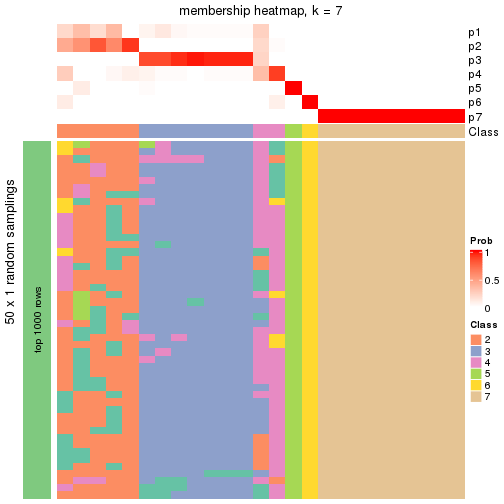 membership heatmap, k = 7
p1
p2
p3
p4
p5
p6
p7
Class
50 x 1 random samplings
top 1000 rows
Prob
1
0.5
0
Class
2
3
4
5
6
7